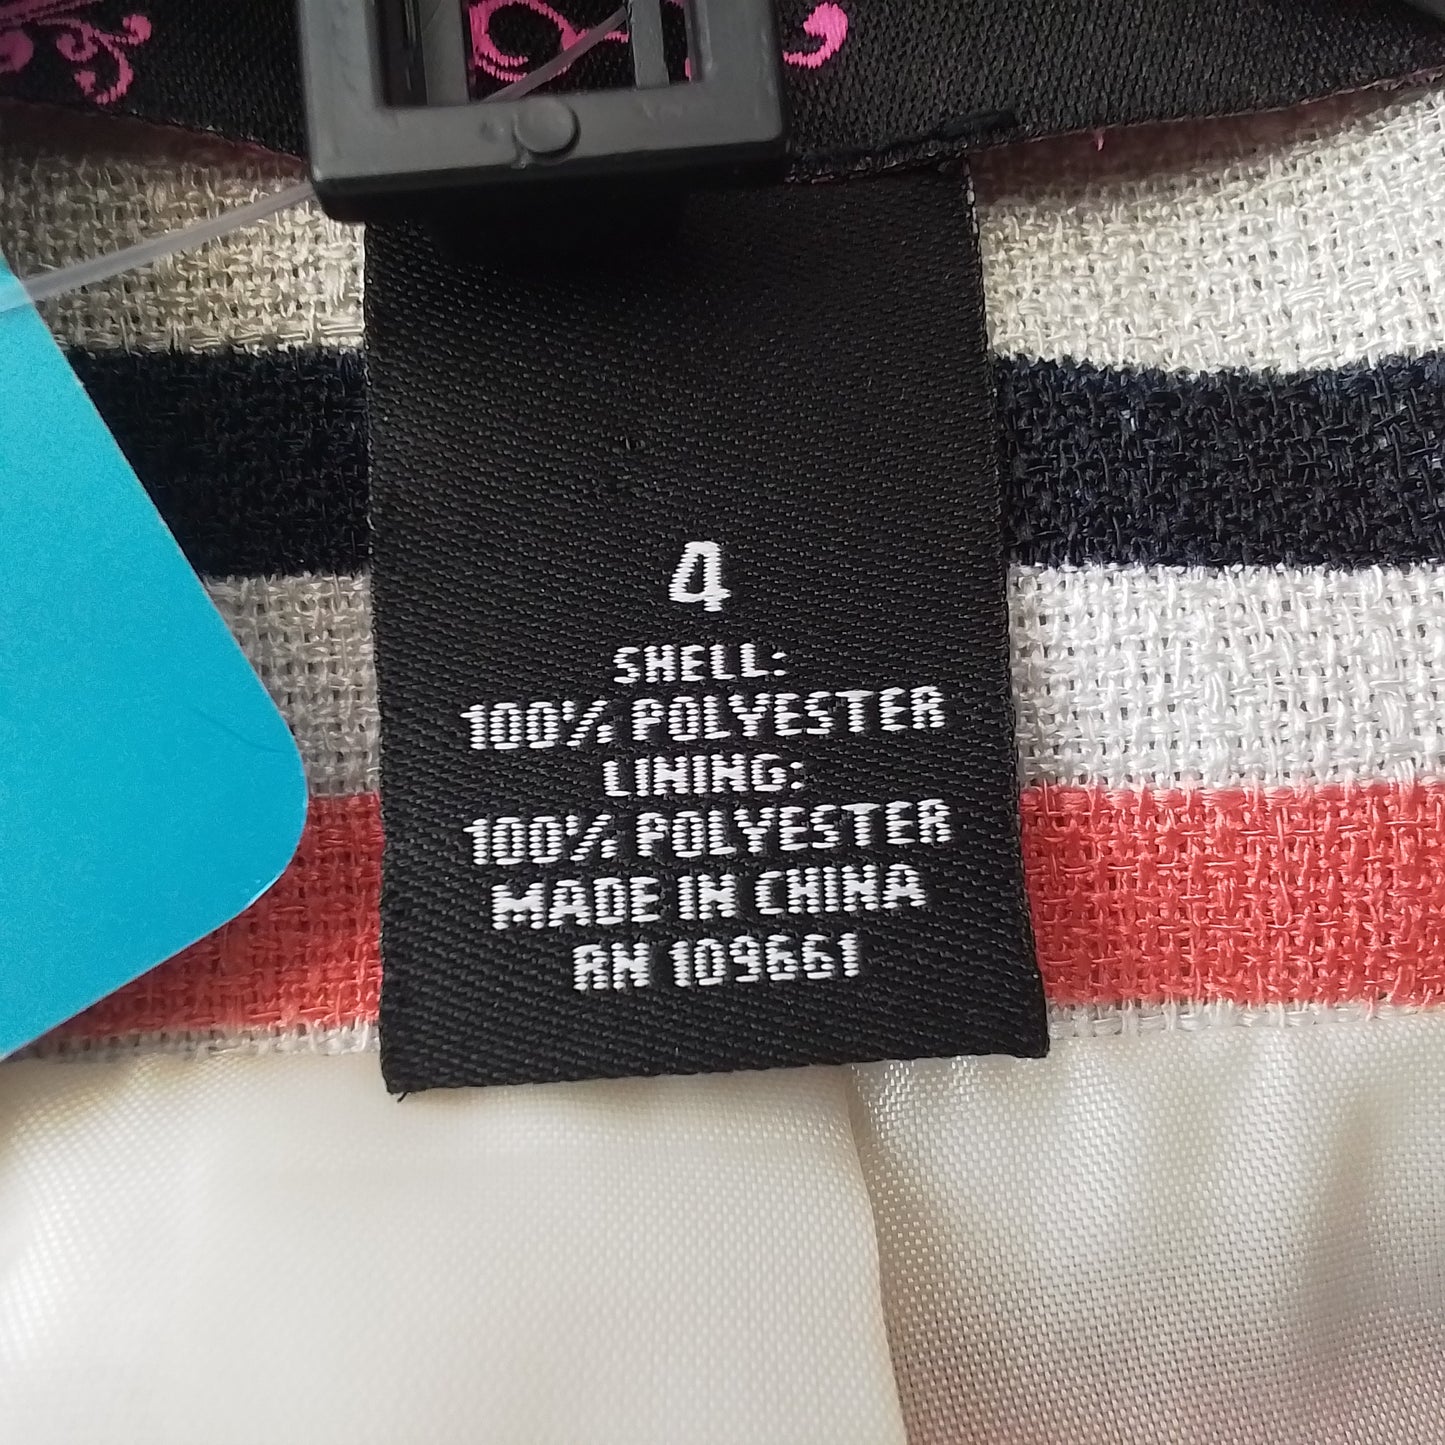 4
SHELL:
100% POLYESTER
LINING:
100% POLYESTER
MADE IN CHINA
RN 109661